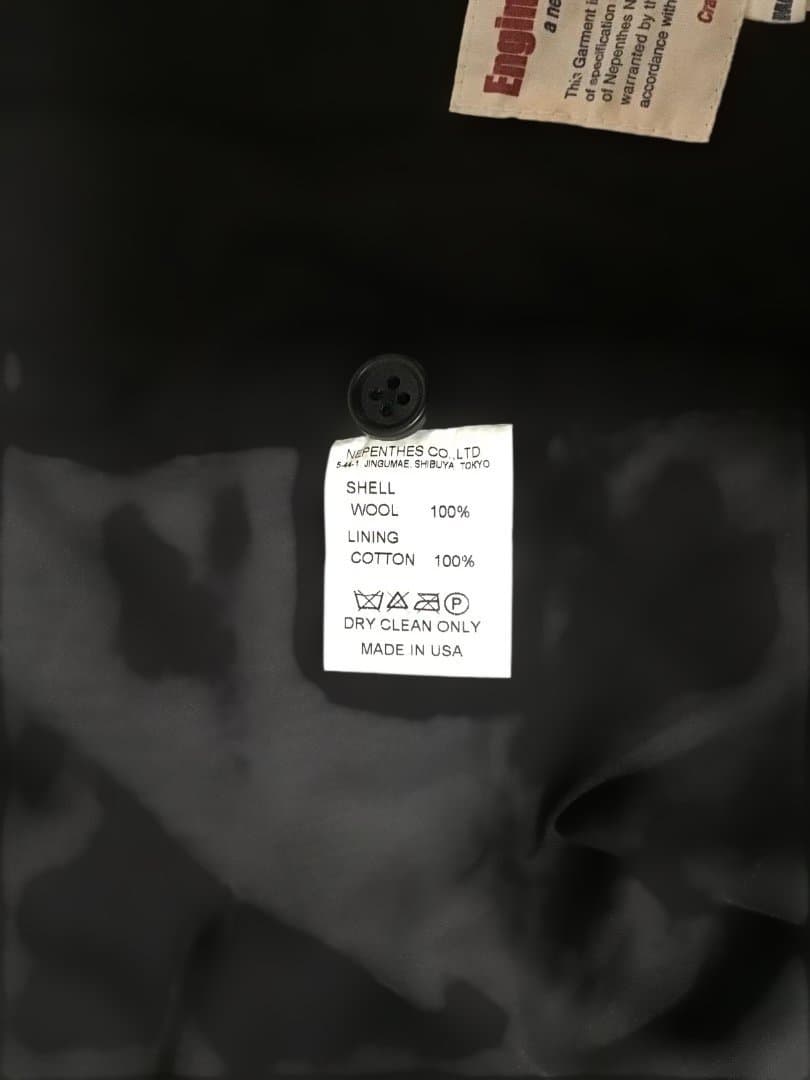 Engin
a ne
This Garment i
of specification
of Nepenthes N
warranted by th
accordance with
Cra
NEPENTHES CO.,LTD
5-44-1, JINGUMAE, SHIBUYA TOKYO
SHELL
WOOL 100%
LINING
COTTON 100%
P
DRY CLEAN ONLY
MADE IN USA